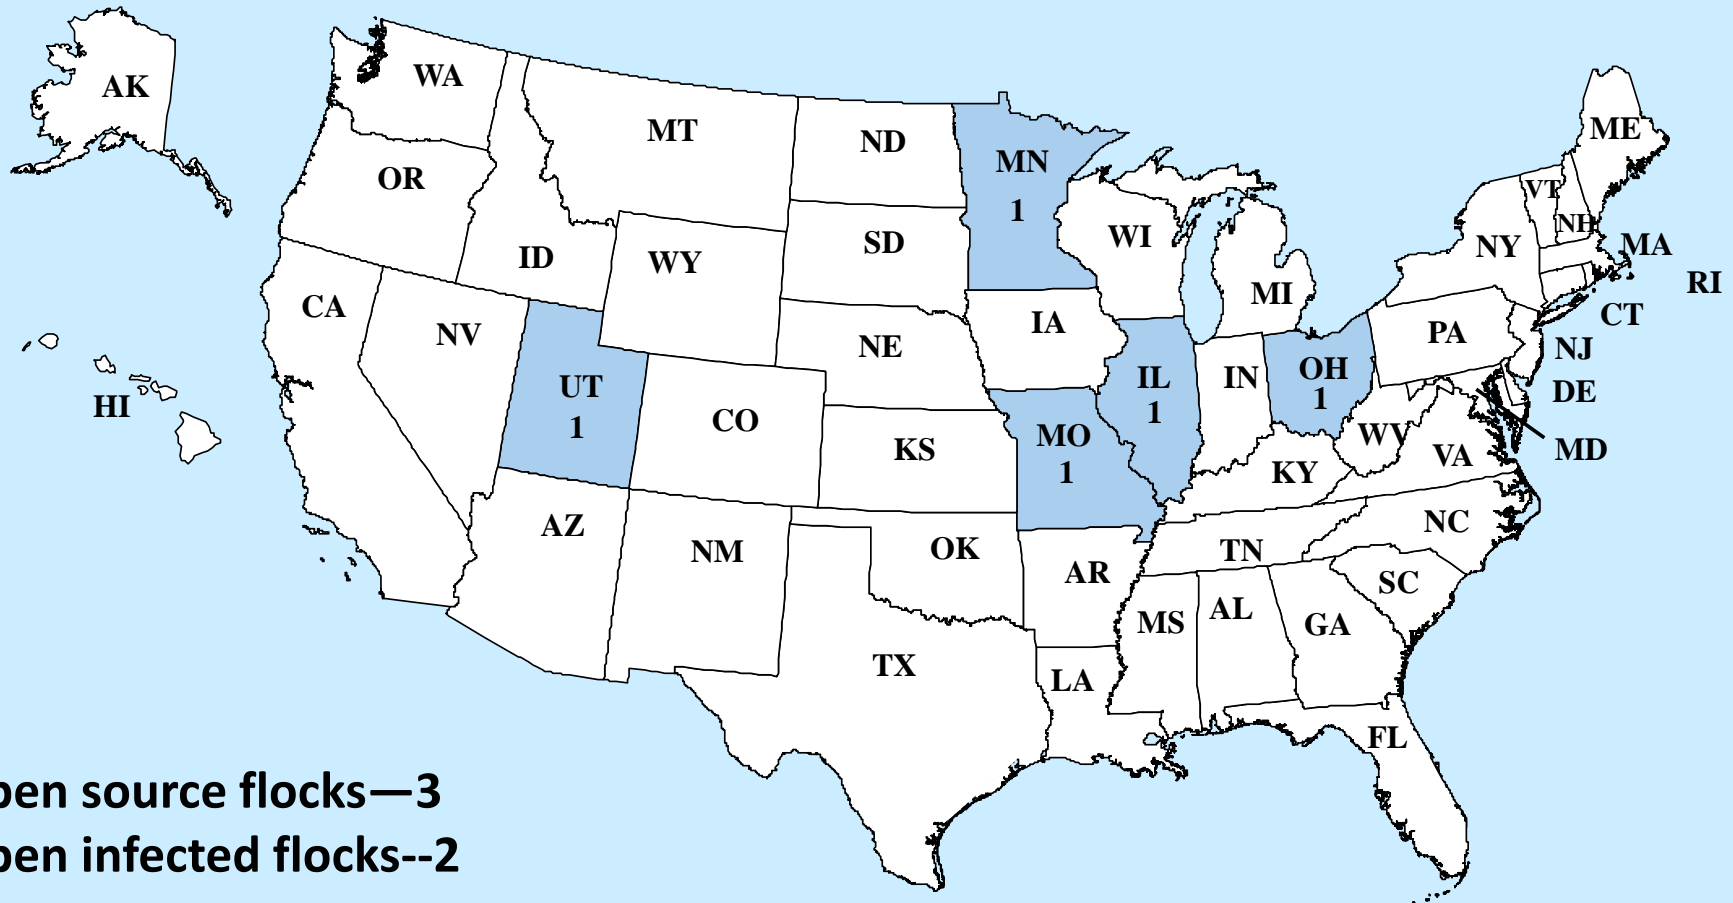 AK
WA
MT
ND
MN
1
ME
OR
ID
WY
SD
WI
MI
VT
NH
NY
MA
RI
CT
CA
NV
UT
1
CO
NE
IA
IL
1
IN
OH
1
PA
NJ
DE
MD
HI
KS
MO
1
KY
WV
VA
AZ
NM
OK
AR
TN
NC
SC
TX
LA
MS
AL
GA
FL
pen source flocks—3
pen infected flocks--2